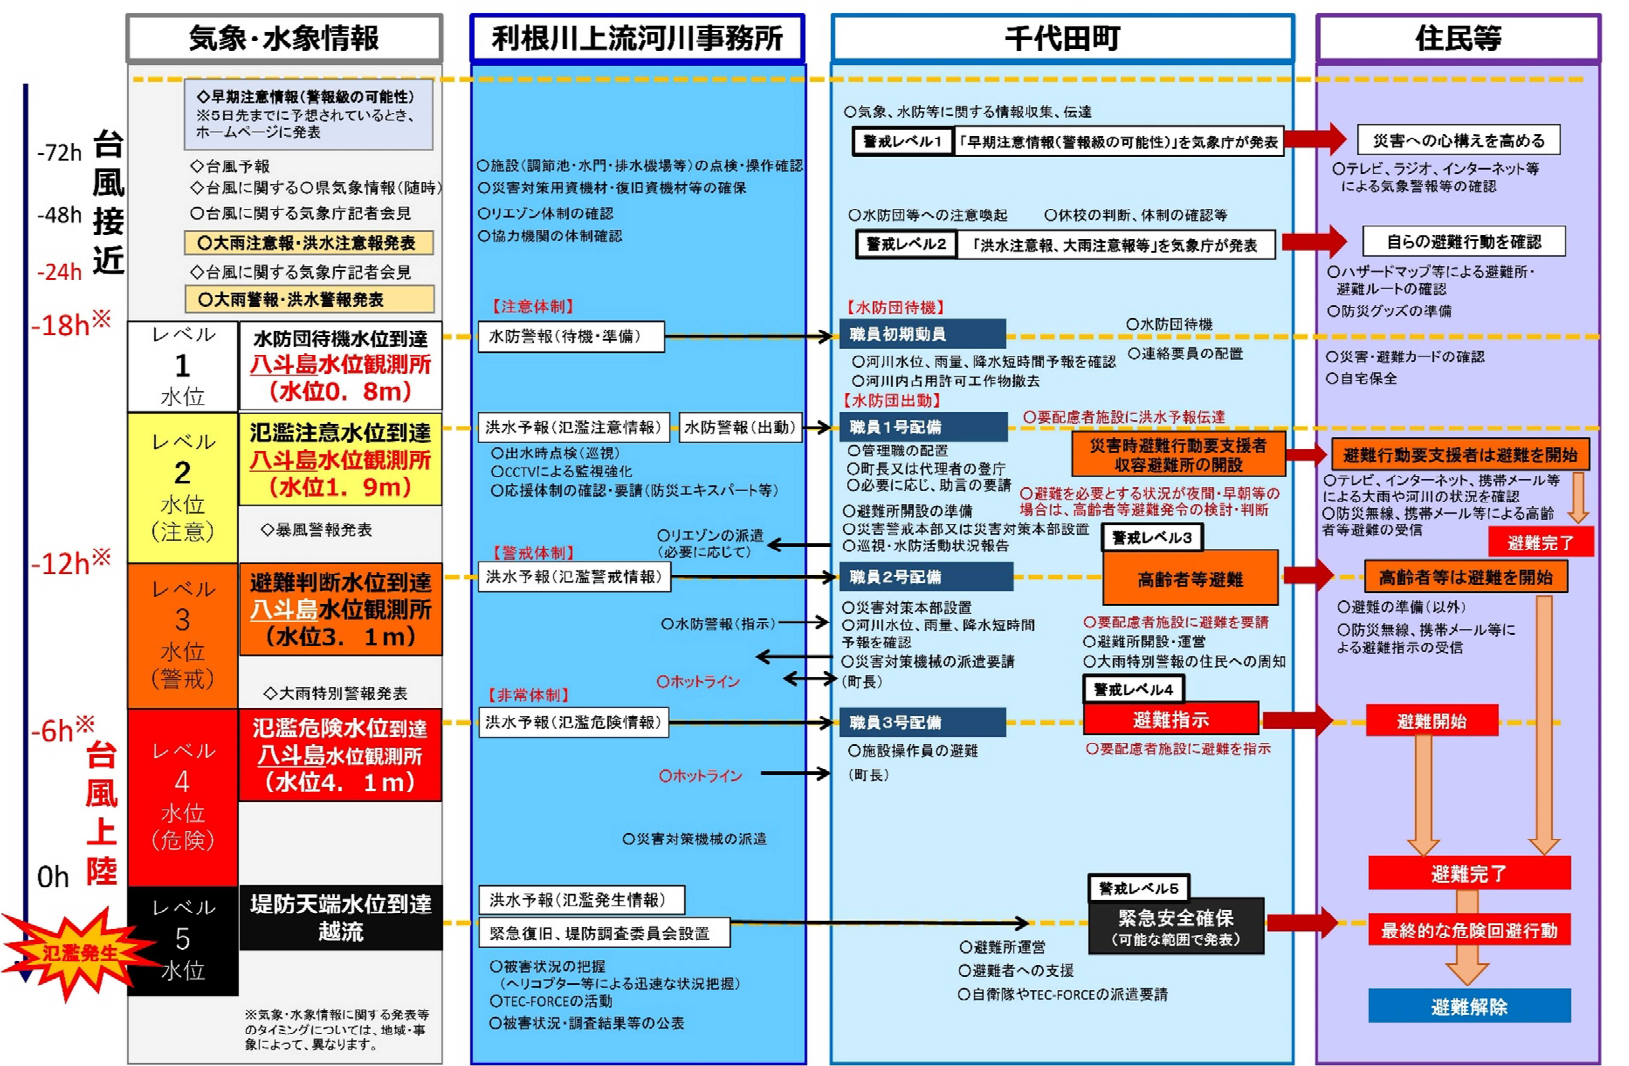 気象・水象情報
利根川上流河川事務所
千代田町
住民等
-72h
-48h
-24h
-18h※
-12h※
-6h※
0h
台風接近
台風上陸
氾濫発生
◇早期注意情報(警報級の可能性)
※5日先までに予想されているとき、
ホームページに発表
◇台風予報
◇台風に関する〇県気象情報(随時)
〇台風に関する気象庁記者会見
〇大雨注意報・洪水注意報発表
◇台風に関する気象庁記者会見
〇大雨警報・洪水警報発表
レベル
1
水位
水防団待機水位到達
八斗島水位観測所
(水位0．8m)
レベル
2
水位
(注意)
氾濫注意水位到達
八斗島水位観測所
(水位1．9m)
◇暴風警報発表
レベル
3
水位
(警戒)
避難判断水位到達
八斗島水位観測所
(水位3．1m)
◇大雨特別警報発表
レベル
4
水位
(危険)
氾濫危険水位到達
八斗島水位観測所
(水位4．1m)
レベル
5
水位
堤防天端水位到達
越流
※気象・水象情報に関する発表等
のタイミングについては、地域・事
象によって、異なります。
〇施設(調節池・水門・排水機場等)の点検・操作確認
〇災害対策用資機材・復旧資機材等の確保
〇リエゾン体制の確認
〇協力機関の体制確認
【注意体制】
水防警報(待機・準備)
洪水予報(氾濫注意情報)
水防警報(出動)
〇出水時点検(巡視)
〇CCTVによる監視強化
〇応援体制の確認・要請(防災エキスパート等)
〇リエゾンの派遣
(必要に応じて)
【警戒体制】
洪水予報(氾濫警戒情報)
〇水防警報(指示)
〇ホットライン
【非常体制】
洪水予報(氾濫危険情報)
〇ホットライン
〇災害対策機械の派遣
洪水予報(氾濫発生情報)
緊急復旧、堤防調査委員会設置
〇被害状況の把握
(ヘリコプター等による迅速な状況把握)
〇TEC-FORCEの活動
〇被害状況・調査結果等の公表
〇気象、水防等に関する情報収集、伝達
警戒レベル1
「早期注意情報(警報級の可能性)」を気象庁が発表
〇水防団等への注意喚起
〇休校の判断、体制の確認等
警戒レベル2
「洪水注意報、大雨注意報等」を気象庁が発表
【水防団待機】
職員初期動員
〇水防団待機
〇連絡要員の配置
〇河川水位、雨量、降水短時間予報を確認
〇河川内占用許可工作物撤去
【水防団出動】
職員1号配備
〇要配慮者施設に洪水予報伝達
〇管理職の配置
〇町長又は代理者の登庁
〇必要に応じ、助言の要請
災害時避難行動要支援者
収容避難所の開設
〇避難を必要とする状況が夜間・早朝等の
場合は、高齢者等避難発令の検討・判断
〇避難所開設の準備
〇災害警戒本部又は災害対策本部設置
〇巡視・水防活動状況報告
警戒レベル3
高齢者等避難
職員2号配備
〇災害対策本部設置
〇河川水位、雨量、降水短時間
予報を確認
〇災害対策機械の派遣要請
(町長)
〇要配慮者施設に避難を要請
〇避難所開設・運営
〇大雨特別警報の住民への周知
警戒レベル4
避難指示
職員3号配備
〇施設操作員の避難
(町長)
〇要配慮者施設に避難を指示
警戒レベル5
緊急安全確保
(可能な範囲で発表)
〇避難所運営
〇避難者への支援
〇自衛隊やTEC-FORCEの派遣要請
災害への心構えを高める
〇テレビ、ラジオ、インターネット等
による気象警報等の確認
自らの避難行動を確認
〇ハザードマップ等による避難所・
避難ルートの確認
〇防災グッズの準備
〇災害・避難カードの確認
〇自宅保全
避難行動要支援者は避難を開始
〇テレビ、インターネット、携帯メール等
による大雨や河川の状況を確認
〇防災無線、携帯メール等による高齢
者等避難の受信
避難完了
高齢者等は避難を開始
〇避難の準備(以外)
〇防災無線、携帯メール等に
よる避難指示の受信
避難開始
避難完了
最終的な危険回避行動
避難解除